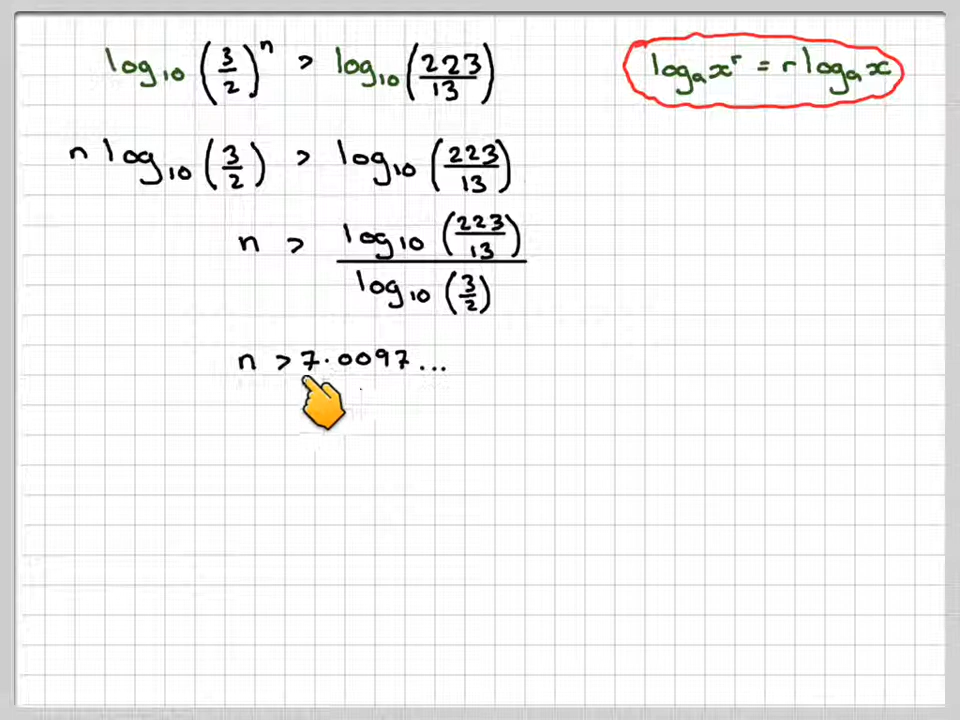 log₁₀ (3/2)ⁿ > log₁₀ (223/13)
logₐ xʳ = r logₐ x
n log₁₀ (3/2) > log₁₀ (223/13)
n > log₁₀ (223/13) / log₁₀ (3/2)
n > 7·0097...